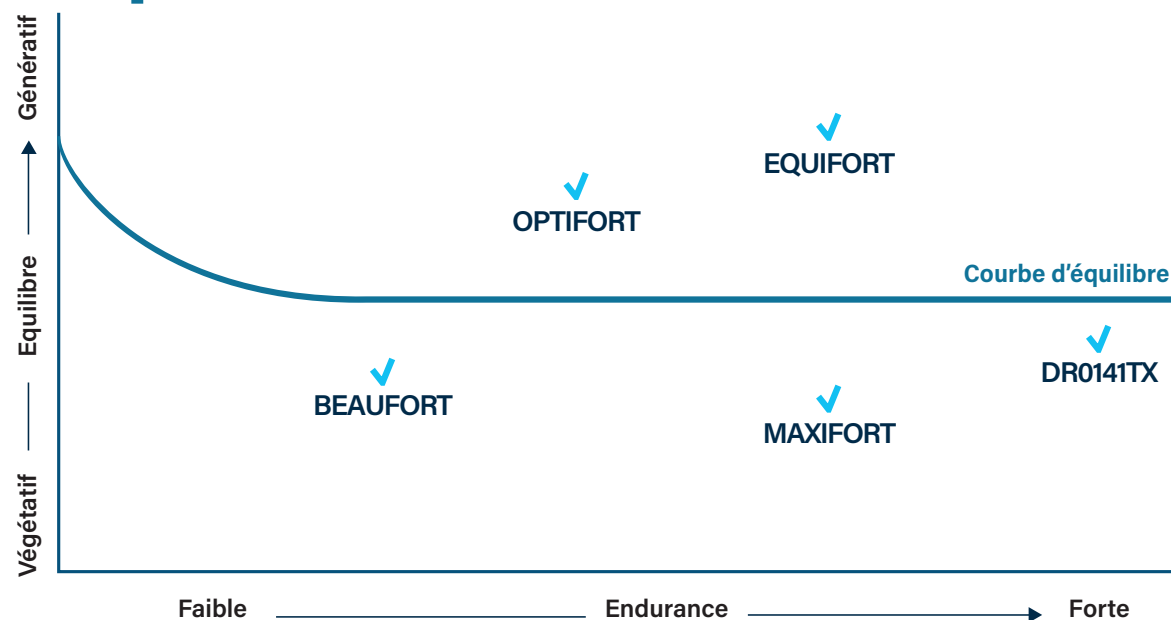 Génératif
EQUIFORT
OPTIFORT
Courbe d'équilibre
Equilibre
DR0141TX
BEAUFORT
MAXIFORT
Végétatif
Faible
Endurance
Forte